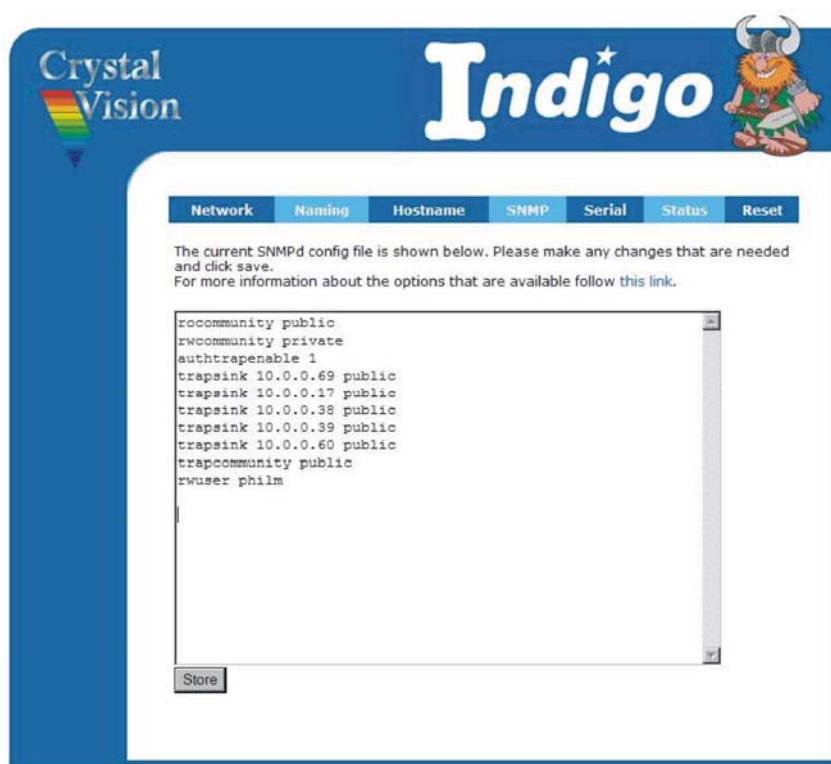 Crystal
Vision
Indigo
Network Naming Hostname SNMP Serial Status Reset
The current SNMPd config file is shown below. Please make any changes that are needed
and click save.
For more information about the options that are available follow this link.
rocommunity public
rwcommunity private
authtrapenable 1
trapsink 10.0.0.69 public
trapsink 10.0.0.17 public
trapsink 10.0.0.38 public
trapsink 10.0.0.39 public
trapsink 10.0.0.60 public
trapcommunity public
rwuser philm
Store